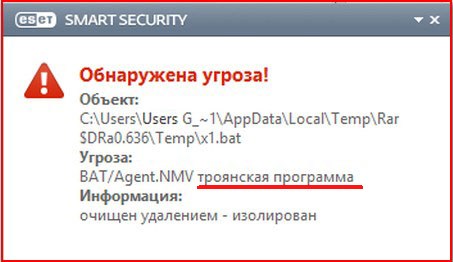 eset SMART SECURITY
Обнаружена угроза!
Объект:
C:\Users\Users G_~1\AppData\Local\Temp\Rar
$DRa0.636\Temp\x1.bat
Угроза:
BAT/Agent.NMV троянская программа
Информация:
очищен удалением - изолирован